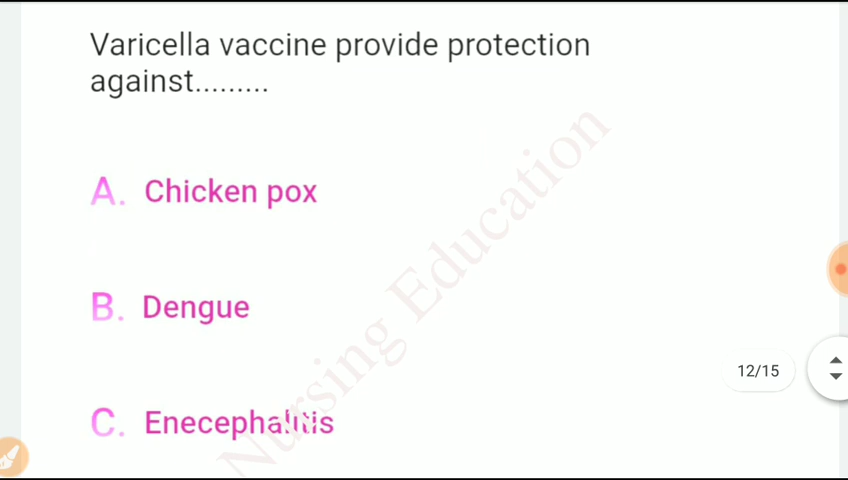 Varicella vaccine provide protection
against.........
A. Chicken pox
B. Dengue
12/15
C. Enecephalitis
Nursing Education